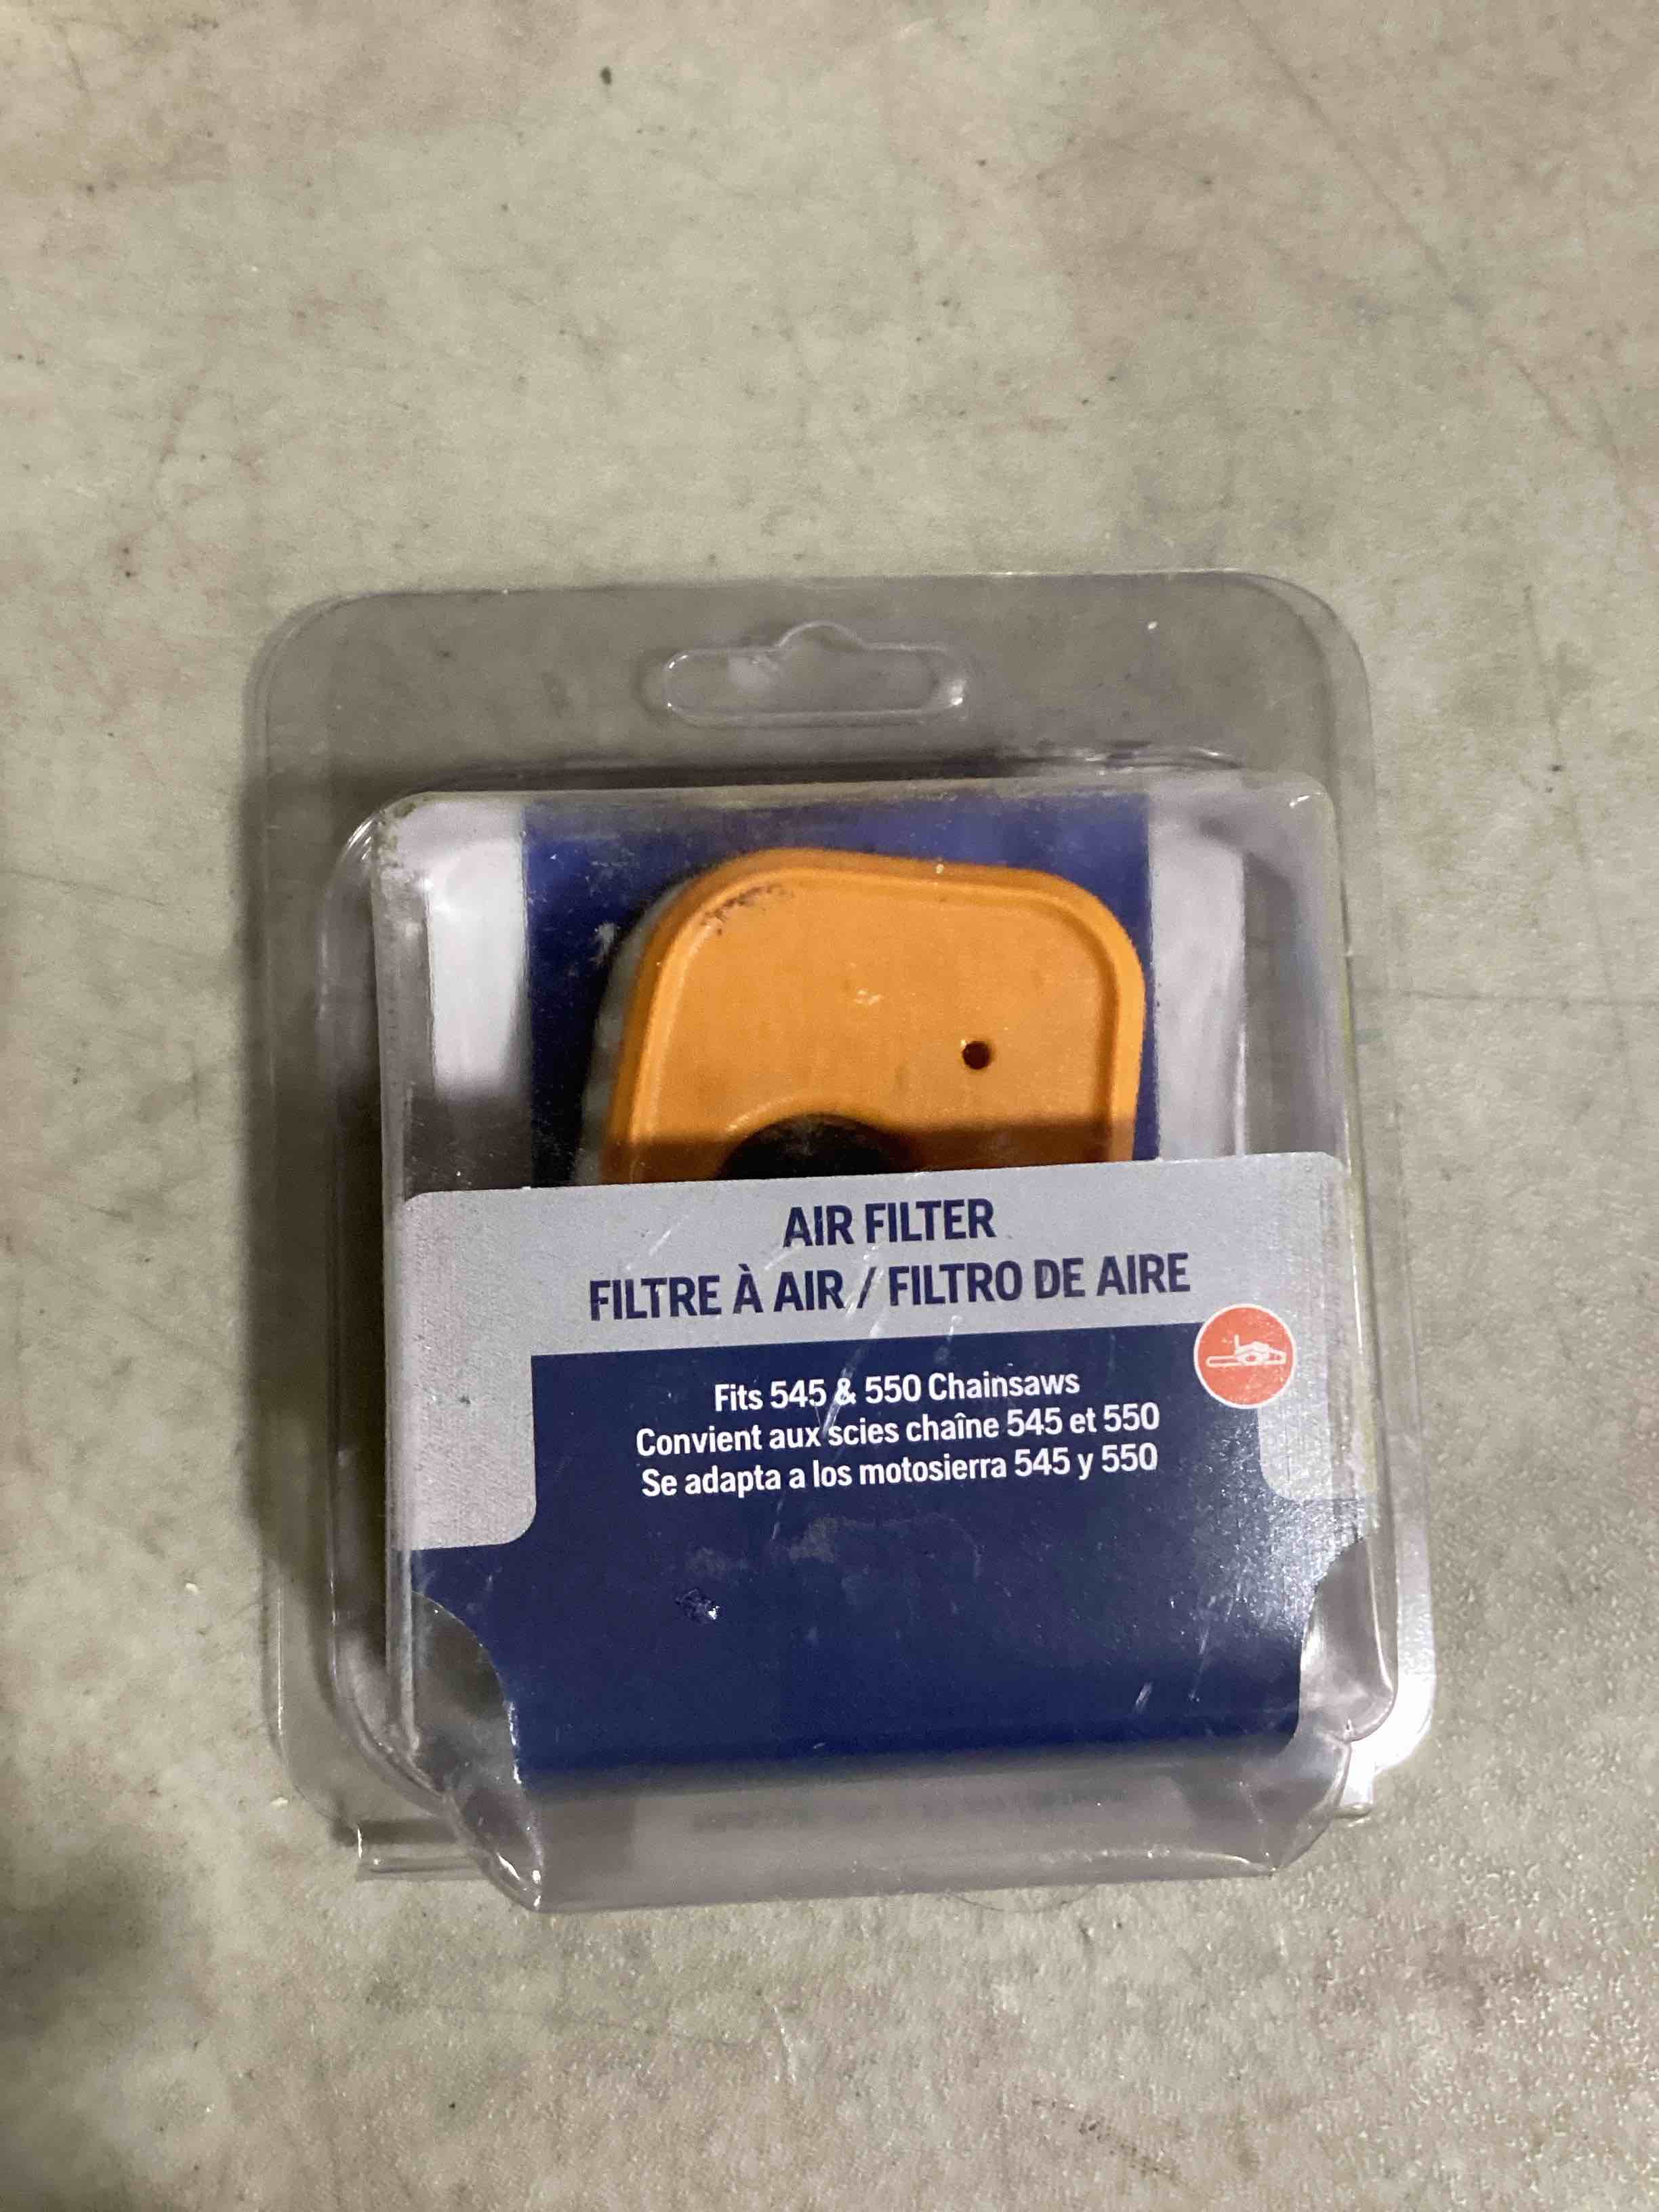 AIR FILTER
FILTRE À AIR / FILTRO DE AIRE
Fits 545 & 550 Chainsaws
Convient aux scies chaîne 545 et 550
Se adapta a los motosierra 545 y 550